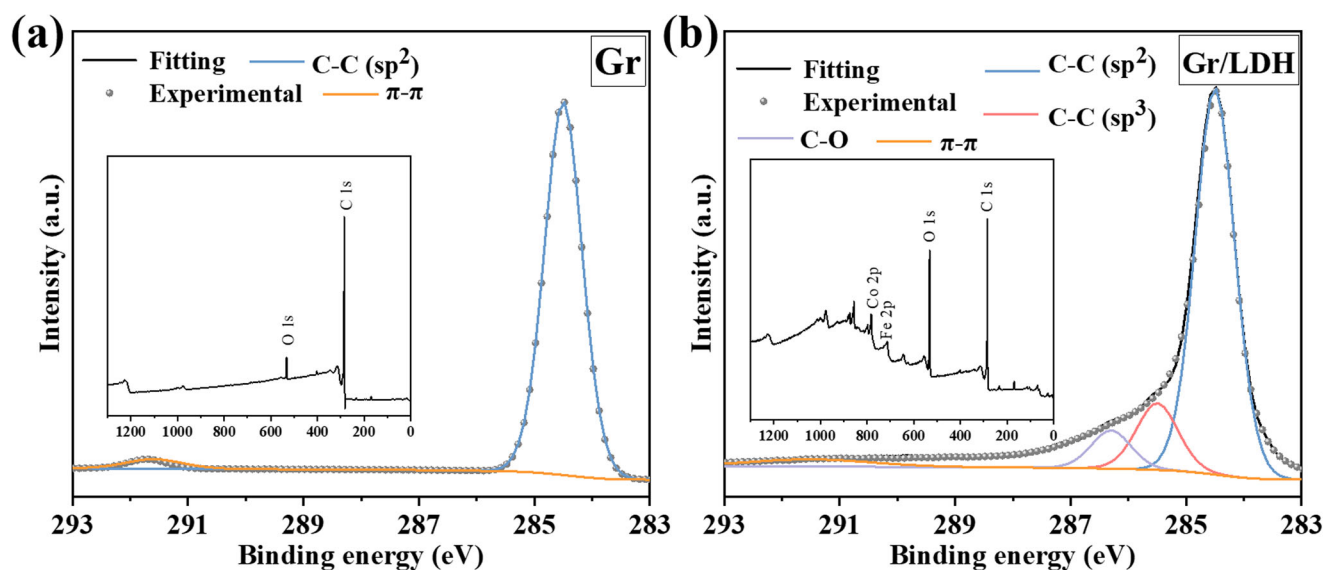 (a)
Gr
Fitting
C-C (sp²)
Experimental
π-π
C 1s
O 1s
1200 1000 800 600 400 200 0
Intensity (a.u.)
293 291 289 287 285 283
Binding energy (eV)
(b)
Gr/LDH
Fitting
C-C (sp²)
Experimental
C-C (sp³)
C-O
π-π
C 1s
O 1s
Co 2p
Fe 2p
1200 1000 800 600 400 200 0
Intensity (a.u.)
293 291 289 287 285 283
Binding energy (eV)